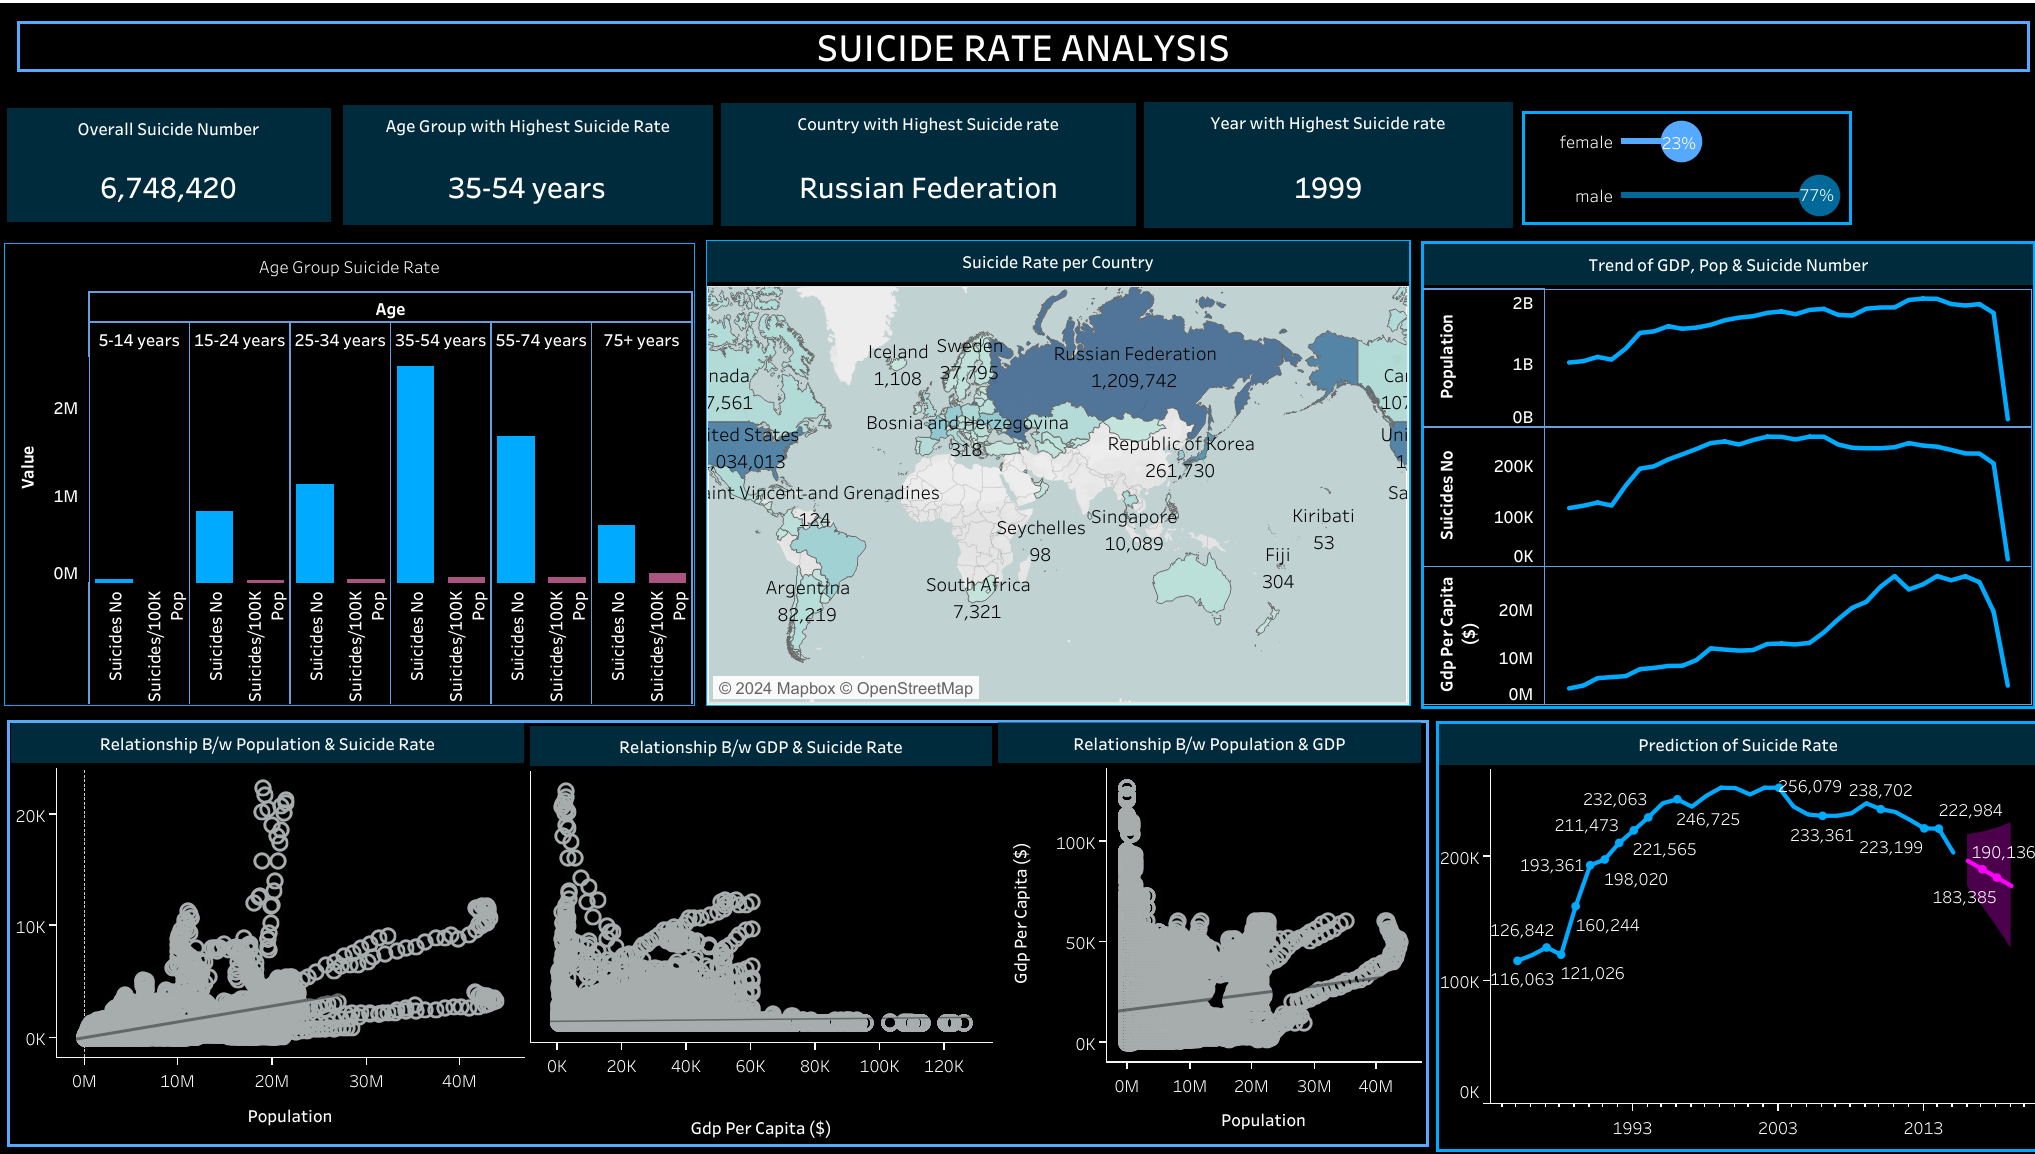 SUICIDE RATE ANALYSIS
Overall Suicide Number
6,748,420
Age Group with Highest Suicide Rate
35-54 years
Country with Highest Suicide rate
Russian Federation
Year with Highest Suicide rate
1999
female 23%
male 77%
Age Group Suicide Rate
Age
5-14 years 15-24 years 25-34 years 35-54 years 55-74 years 75+ years
Value
2M
1M
0M
Suicides No
Suicides/100K Pop
Suicides No
Suicides/100K Pop
Suicides No
Suicides/100K Pop
Suicides No
Suicides/100K Pop
Suicides No
Suicides/100K Pop
Suicides No
Suicides/100K Pop
Suicide Rate per Country
Iceland
1,108
Sweden
37,795
Russian Federation
1,209,742
nada
7,561
Car
107
Bosnia and Herzegovina
318
ited States
034,013
Republic of Korea
261,730
Uni
1
aint Vincent and Grenadines
124
Sa
Seychelles
98
Singapore
10,089
Kiribati
53
Fiji
304
Argentina
82,219
South Africa
7,321
© 2024 Mapbox © OpenStreetMap
Trend of GDP, Pop & Suicide Number
Population
2B
1B
0B
Suicides No
200K
100K
0K
Gdp Per Capita ($)
20M
10M
0M
Relationship B/w Population & Suicide Rate
20K
10K
0K
0M 10M 20M 30M 40M
Population
Relationship B/w GDP & Suicide Rate
0K 20K 40K 60K 80K 100K 120K
Gdp Per Capita ($)
Relationship B/w Population & GDP
Gdp Per Capita ($)
100K
50K
0K
0M 10M 20M 30M 40M
Population
Prediction of Suicide Rate
200K
100K
0K
116,063
126,842
121,026
160,244
193,361
198,020
211,473
221,565
232,063
246,725
256,079
233,361
238,702
223,199
222,984
190,136
183,385
1993 2003 2013